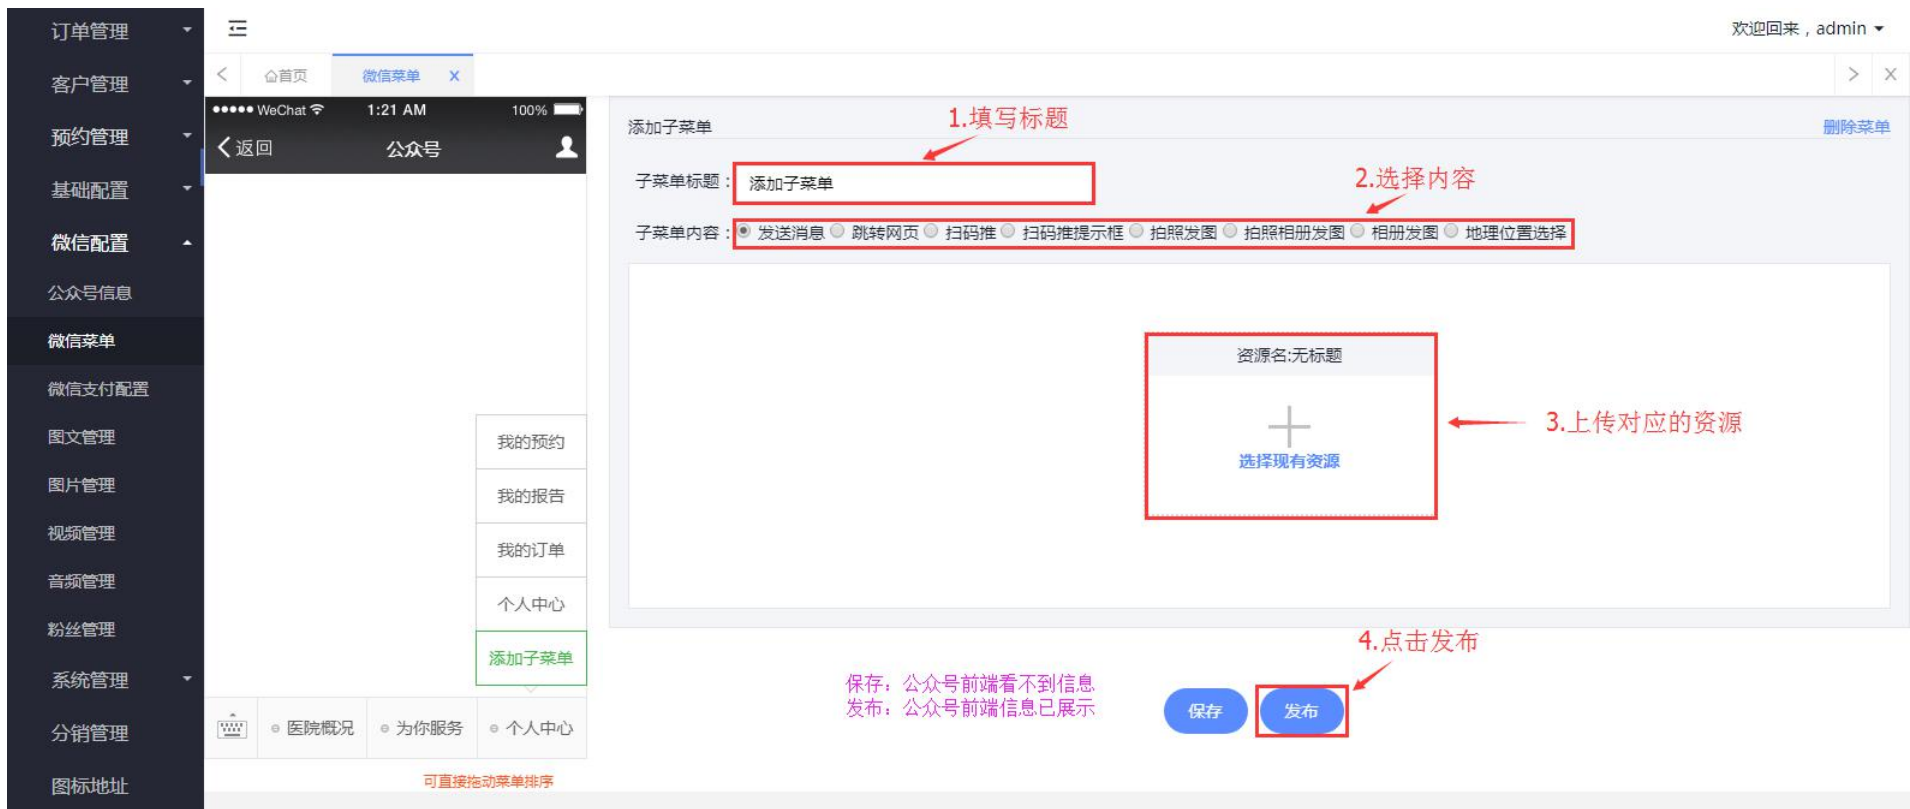 订单管理
客户管理
预约管理
基础配置
微信配置
公众号信息
微信菜单
微信支付配置
图文管理
图片管理
视频管理
音频管理
粉丝管理
系统管理
分销管理
图标地址
欢迎回来，admin
首页
微信菜单 X
WeChat 1:21 AM 100%
返回 公众号
我的预约
我的报告
我的订单
个人中心
添加子菜单
医院概况 为你服务 个人中心
可直接拖动菜单排序
添加子菜单 1.填写标题 删除菜单
子菜单标题： 添加子菜单
2.选择内容
子菜单内容： 发送消息 跳转网页 扫码推 扫码推提示框 拍照发图 拍照相册发图 相册发图 地理位置选择
资源名:无标题
选择现有资源
3.上传对应的资源
4.点击发布
保存：公众号前端看不到信息
发布：公众号前端信息已展示
保存 发布